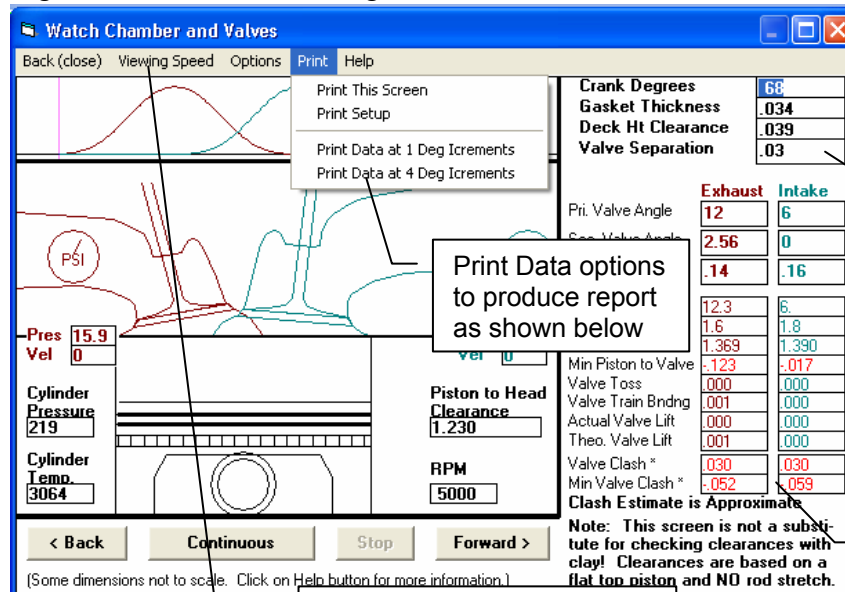 Watch Chamber and Valves
Back (close) Viewing Speed Options Print Help
Print This Screen
Print Setup
Print Data at 1 Deg Icrements
Print Data at 4 Deg Icrements
Crank Degrees 68
Gasket Thickness .034
Deck Ht Clearance .039
Valve Separation .03
Exhaust Intake
Pri. Valve Angle 12 6
2.56 0
.14 .16
12.3 6.
1.6 1.8
1.369 1.390
Min Piston to Valve -.123 -.017
Valve Toss .000 .000
Valve Train Bndng .001 .000
Actual Valve Lift .000 .000
Theo. Valve Lift .001 .000
Valve Clash * .030 .030
Min Valve Clash * -.052 -.059
Clash Estimate is Approximate
Note: This screen is not a substi-
tute for checking clearances with
clay! Clearances are based on a
flat top piston and NO rod stretch.
PSI
Print Data options
to produce report
as shown below
Pres 15.9
Vel 0
Vel 0
Cylinder
Pressure
219
Piston to Head
Clearance
1.230
Cylinder
Temp.
3064
RPM
5000
< Back Continuous Stop Forward >
(Some dimensions not to scale. Click on Help button for more information.)